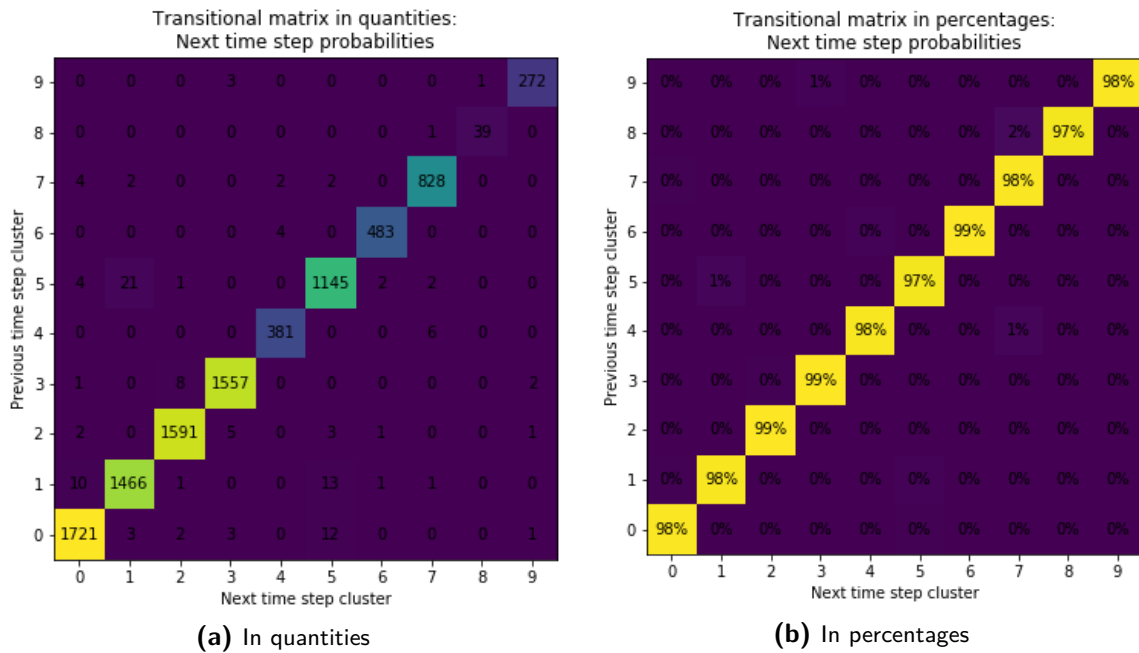 Transitional matrix in quantities:
Next time step probabilities
Previous time step cluster
9 0 0 0 3 0 0 0 0 1 272
8 0 0 0 0 0 0 0 1 39 0
7 4 2 0 0 2 2 0 828 0 0
6 0 0 0 0 4 0 483 0 0 0
5 4 21 1 0 0 1145 2 2 0 0
4 0 0 0 0 381 0 0 6 0 0
3 1 0 8 1557 0 0 0 0 0 2
2 2 0 1591 5 0 3 1 0 0 1
1 10 1466 1 0 0 13 1 1 0 0
0 1721 3 2 3 0 12 0 0 0 1
0 1 2 3 4 5 6 7 8 9
Next time step cluster
(a) In quantities
Transitional matrix in percentages:
Next time step probabilities
Previous time step cluster
9 0% 0% 0% 1% 0% 0% 0% 0% 0% 98%
8 0% 0% 0% 0% 0% 0% 0% 2% 97% 0%
7 0% 0% 0% 0% 0% 0% 0% 98% 0% 0%
6 0% 0% 0% 0% 0% 0% 99% 0% 0% 0%
5 0% 1% 0% 0% 0% 97% 0% 0% 0% 0%
4 0% 0% 0% 0% 98% 0% 0% 1% 0% 0%
3 0% 0% 0% 99% 0% 0% 0% 0% 0% 0%
2 0% 0% 99% 0% 0% 0% 0% 0% 0% 0%
1 0% 98% 0% 0% 0% 0% 0% 0% 0% 0%
0 98% 0% 0% 0% 0% 0% 0% 0% 0% 0%
0 1 2 3 4 5 6 7 8 9
Next time step cluster
(b) In percentages